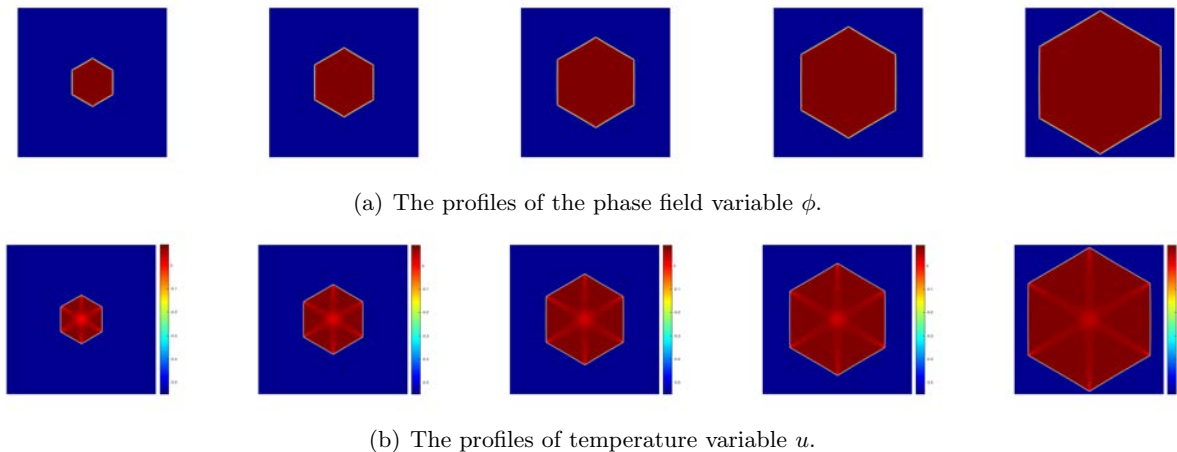 (a) The profiles of the phase field variable ϕ.
(b) The profiles of temperature variable u.